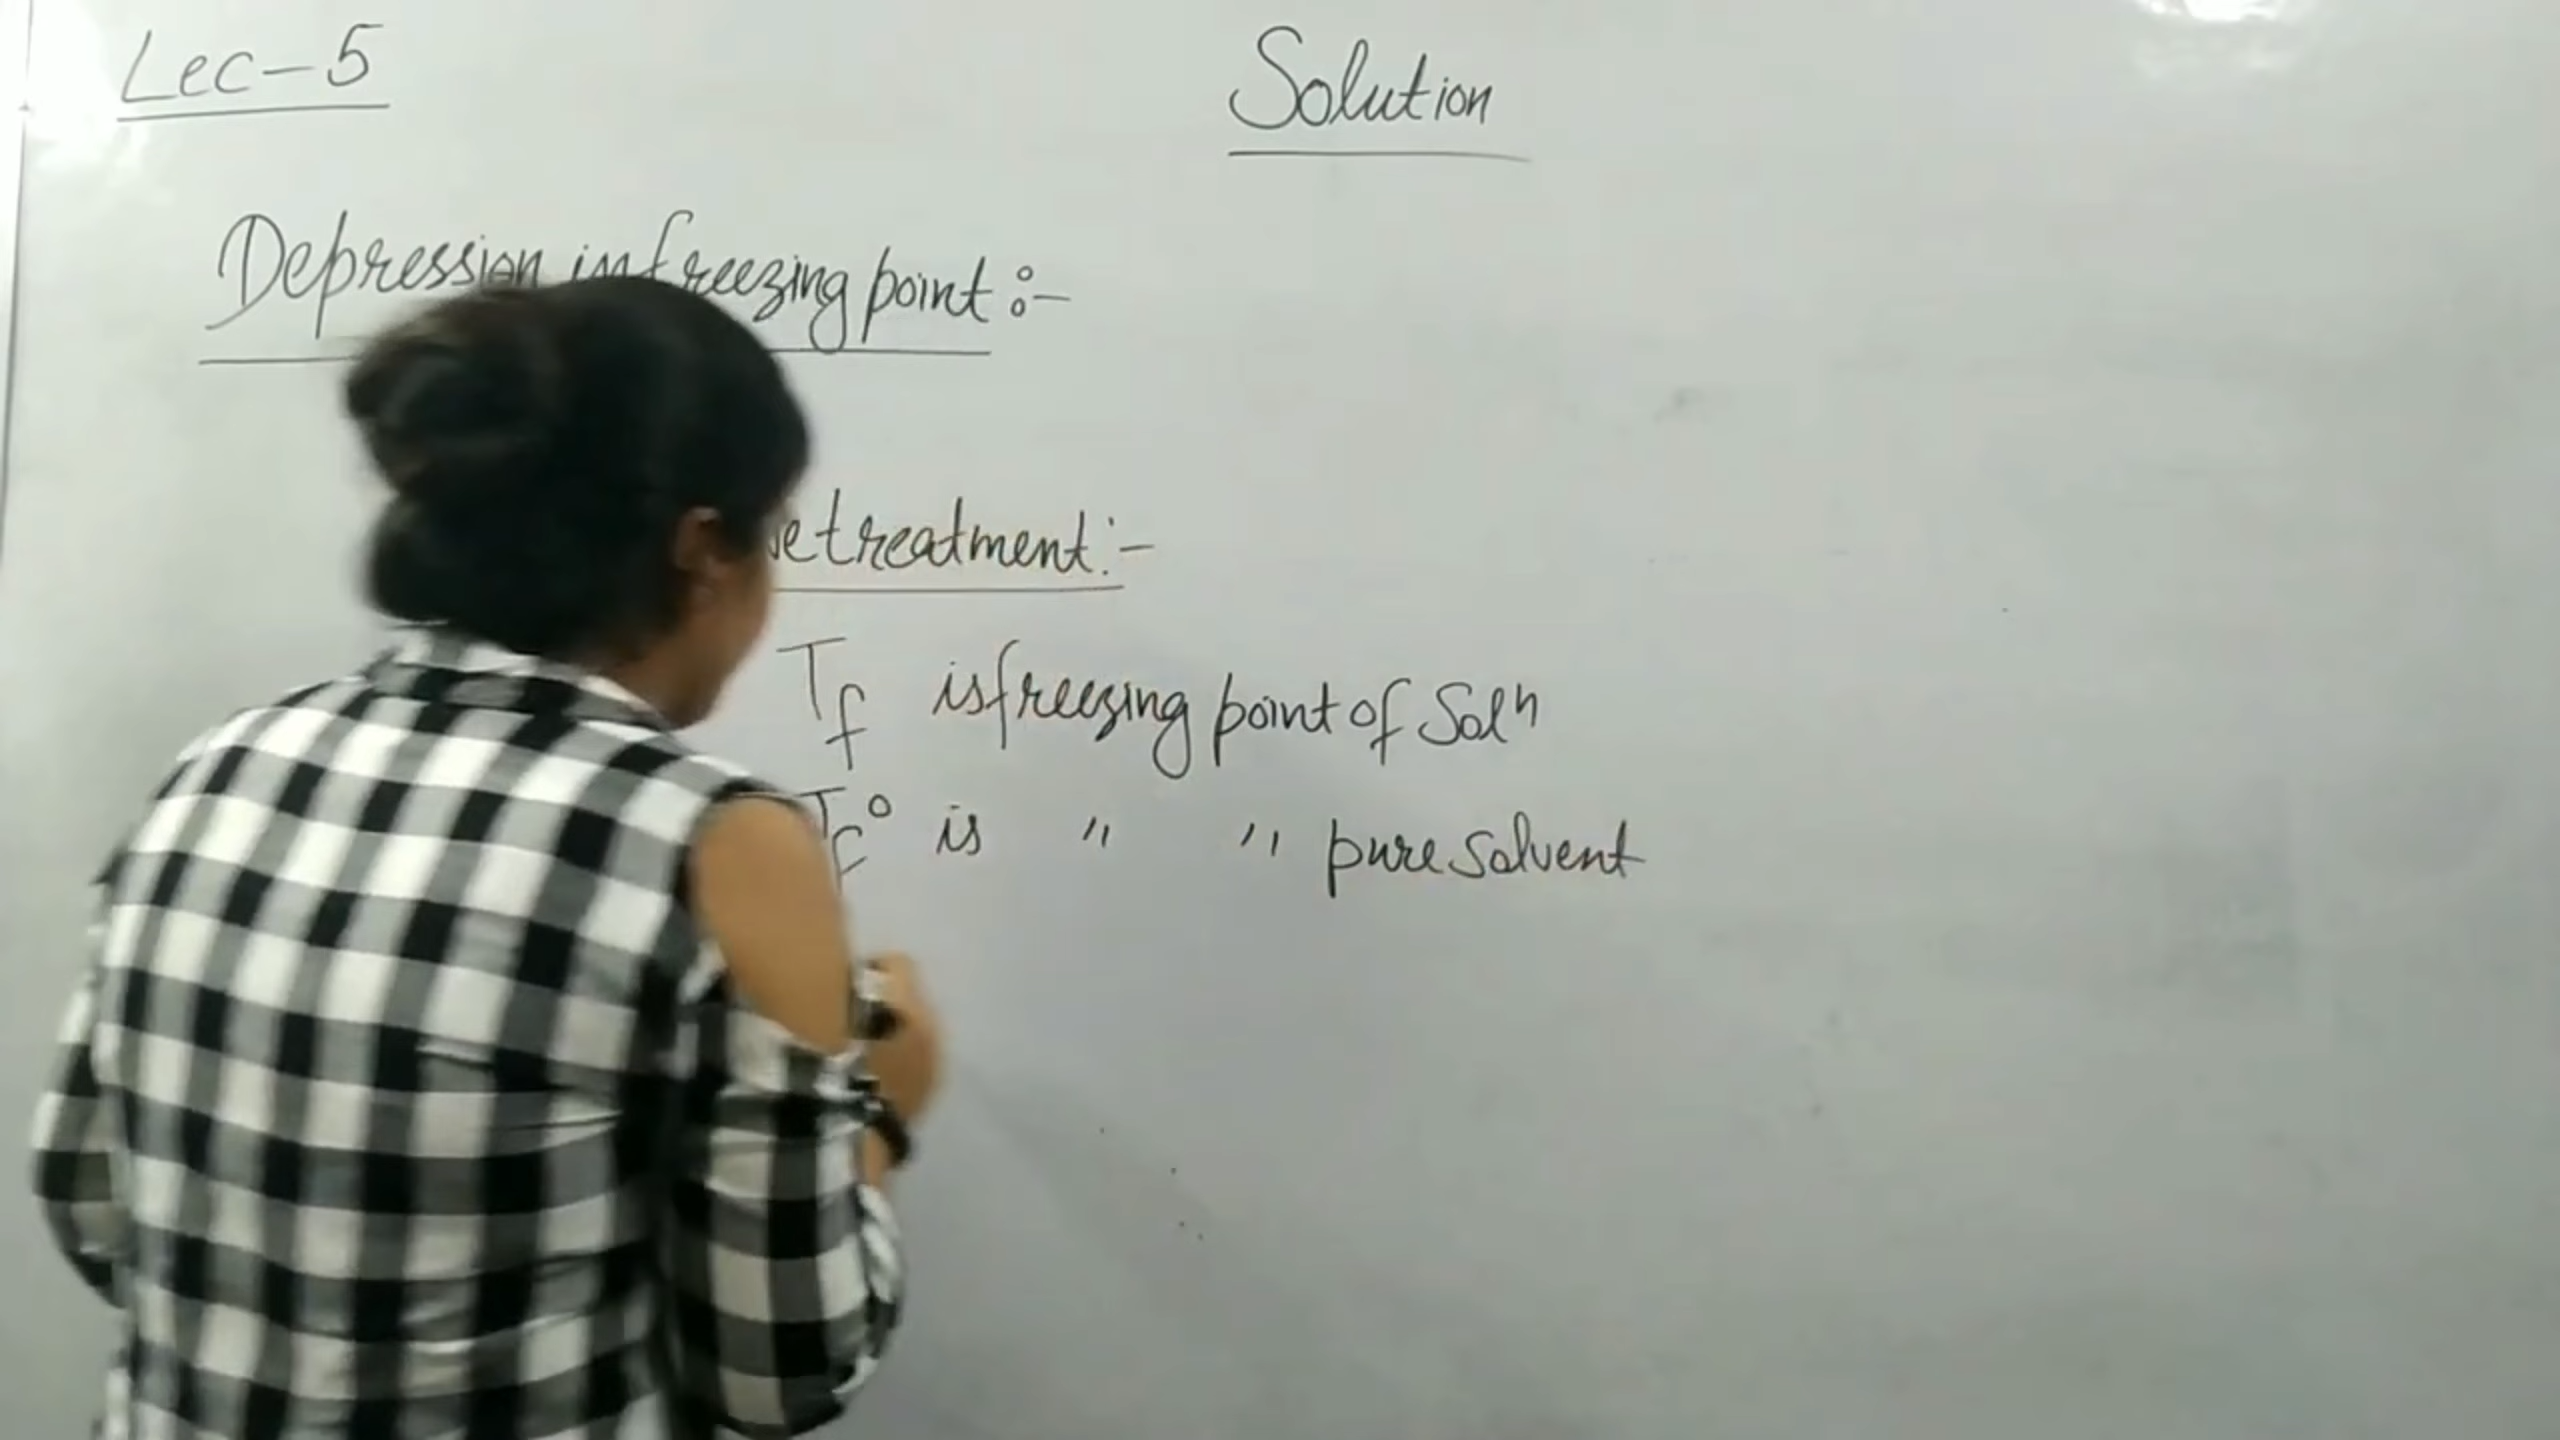 Lec-5
Solution
Depression in freezing point :-
treatment :-
Tf is freezing point of Solⁿ
Tf° is " " pure solvent